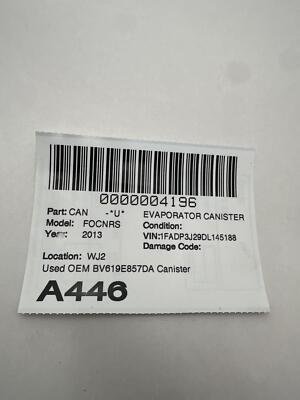 0000004196
Part: CAN -*U* EVAPORATOR CANISTER
Model: FOCNRS Condition:
Year: 2013 VIN:1FADP3J29DL145188
Damage Code:
Location: WJ2
Used OEM BV619E857DA Canister
A446